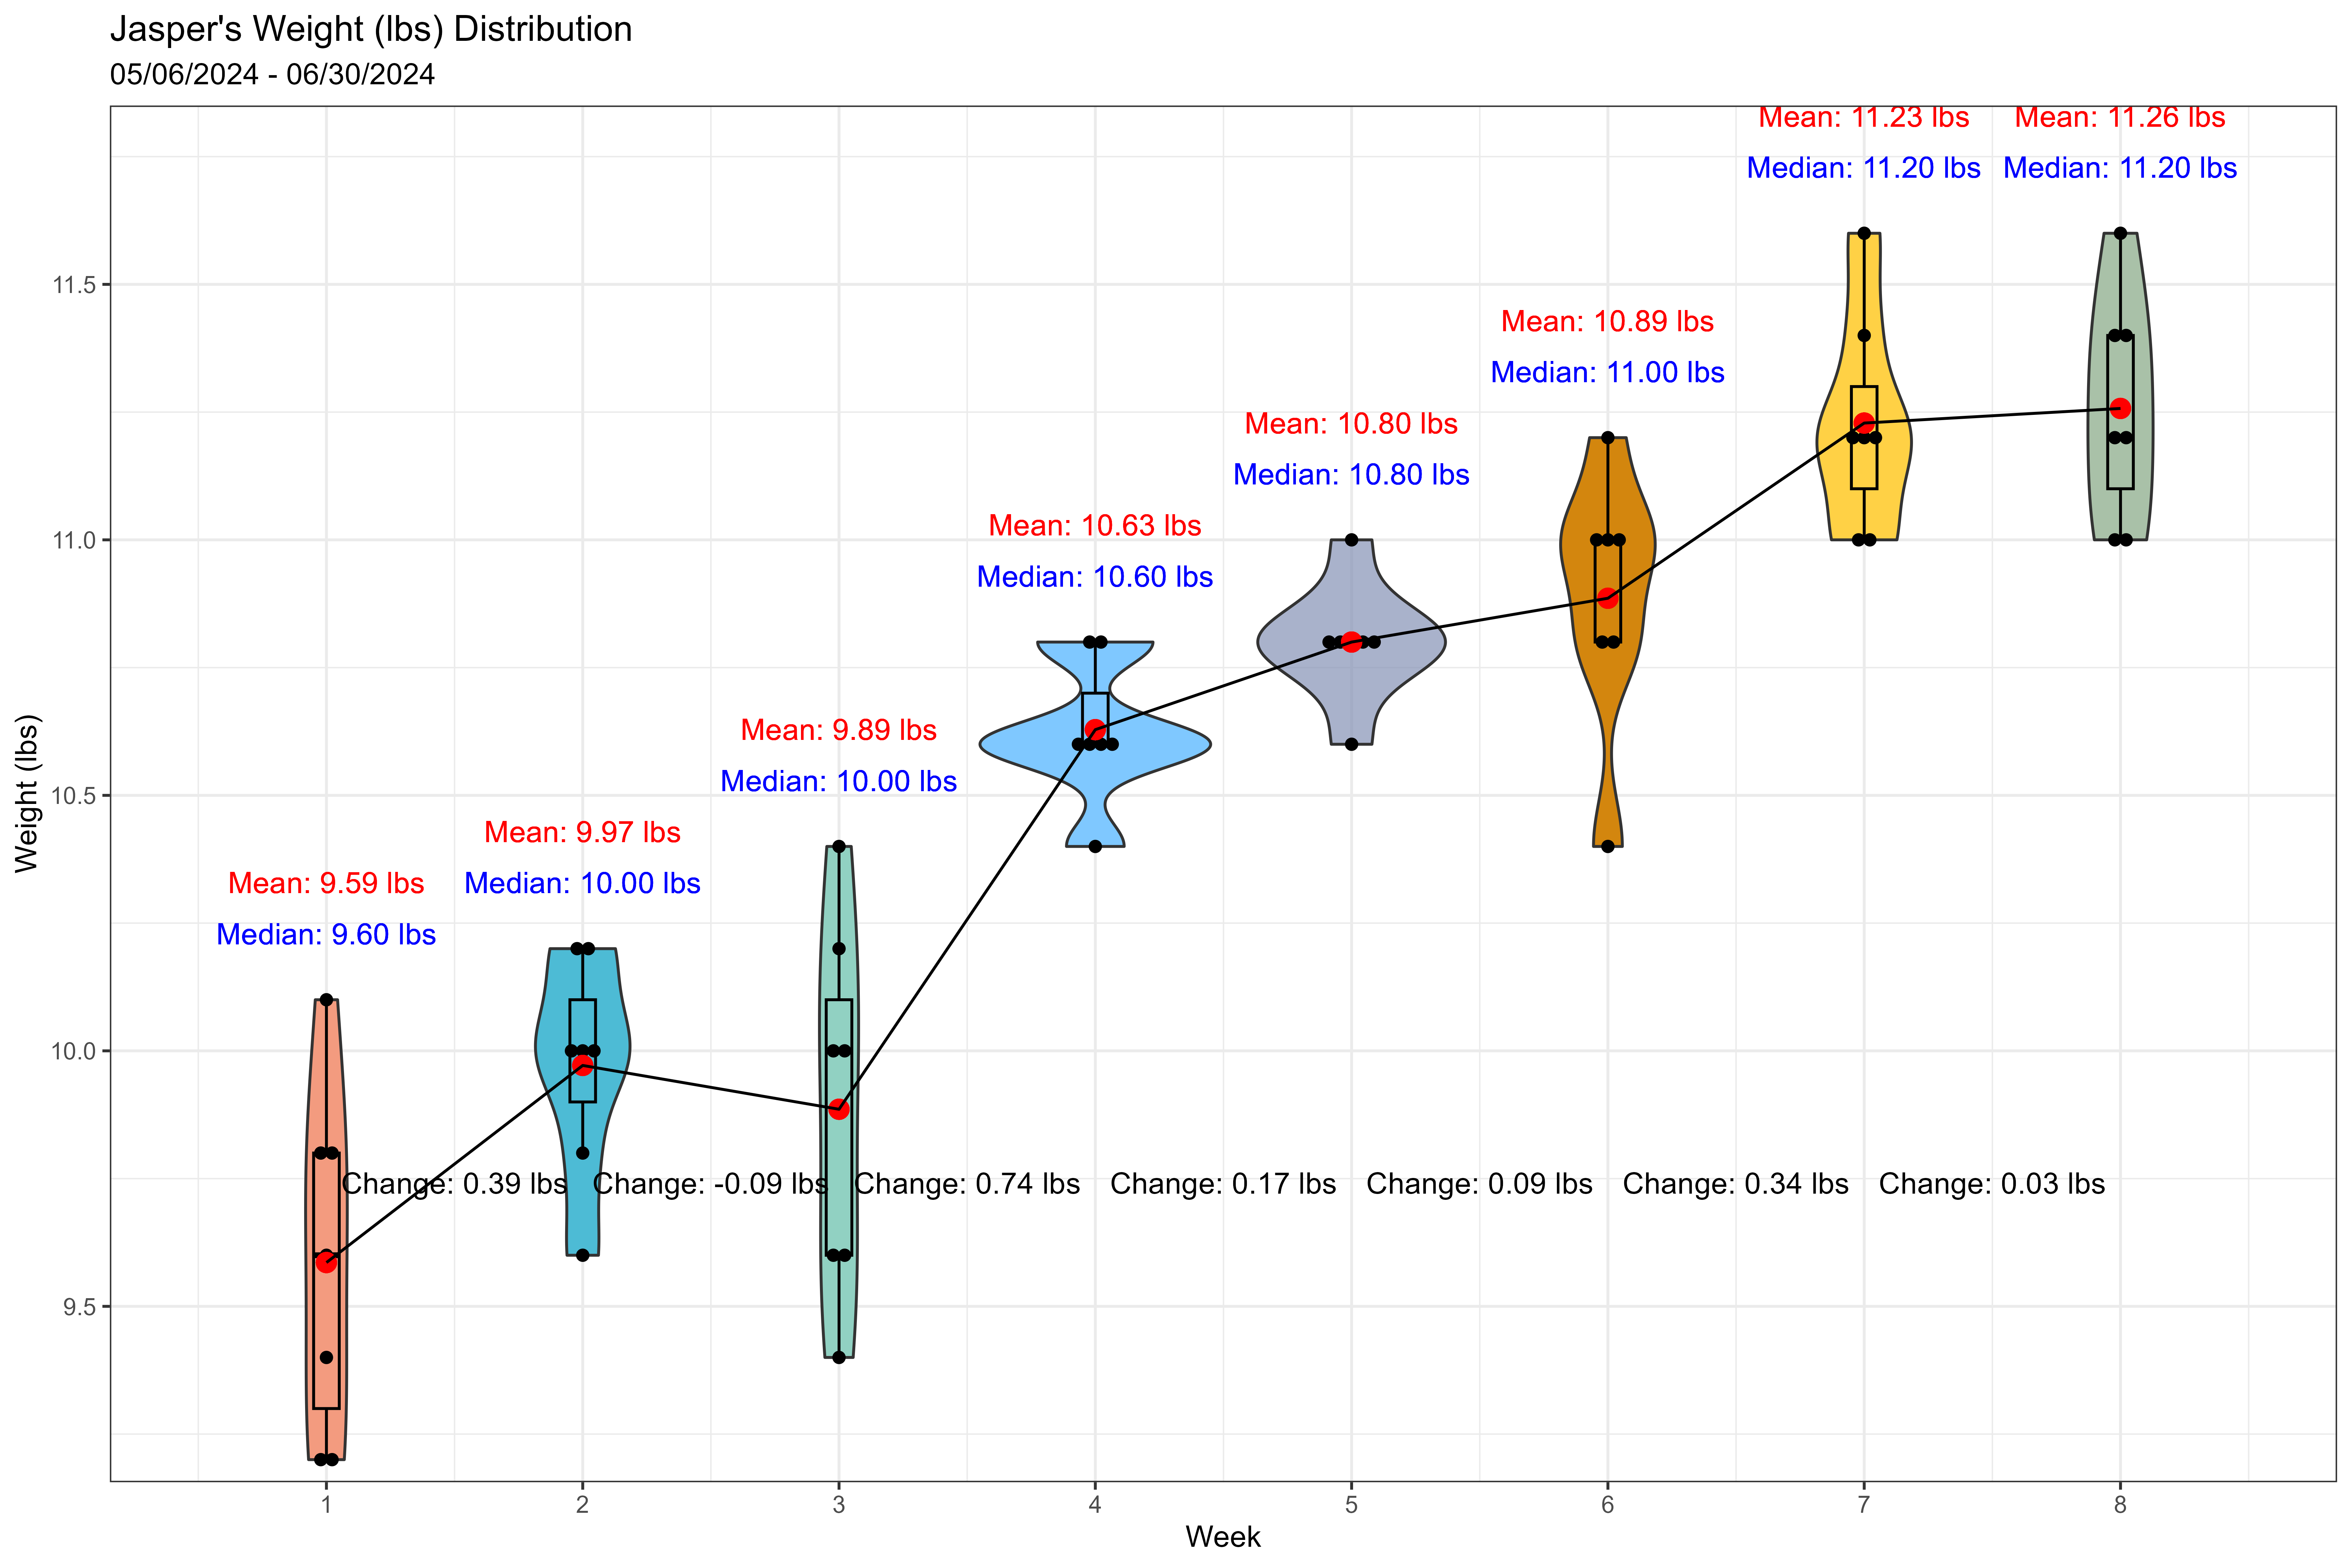 Jasper's Weight (lbs) Distribution
05/06/2024 - 06/30/2024
Mean: 11.23 lbs
Mean: 11.26 lbs
Median: 11.20 lbs
Median: 11.20 lbs
11.5
Mean: 10.89 lbs
Median: 11.00 lbs
Mean: 10.80 lbs
Median: 10.80 lbs
11.0
Mean: 10.63 lbs
Median: 10.60 lbs
Mean: 9.89 lbs
Median: 10.00 lbs
10.5
Weight (lbs)
Mean: 9.97 lbs
Median: 10.00 lbs
Mean: 9.59 lbs
Median: 9.60 lbs
10.0
Change: 0.39 lbs
Change: -0.09 lbs
Change: 0.74 lbs
Change: 0.17 lbs
Change: 0.09 lbs
Change: 0.34 lbs
Change: 0.03 lbs
9.5
1 2 3 4 5 6 7 8
Week